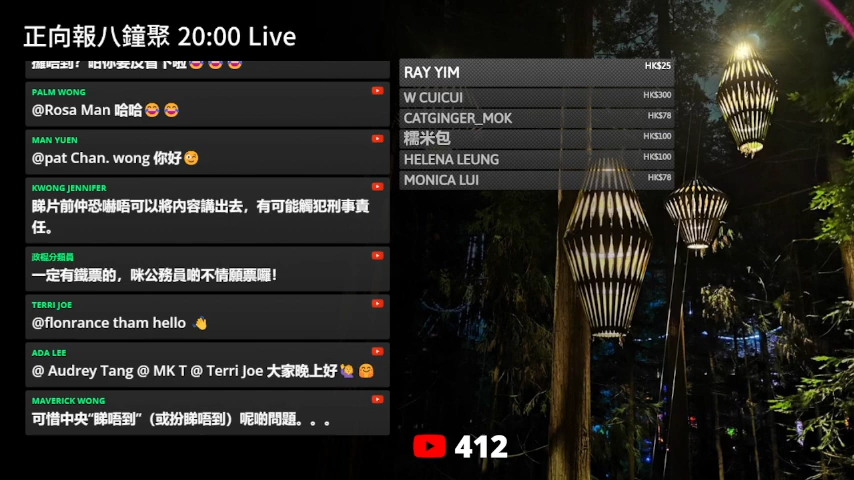 正向報八鐘聚 20:00 Live
PALM WONG
@Rosa Man 哈哈😂 😂
MAN YUEN
@pat Chan. wong 你好😉
KWONG JENNIFER
睇片前仲恐嚇唔可以將內容講出去，有可能觸犯刑事責
任。
政棍分類員
一定有鐵票的，咪公務員啲不情願票囉！
TERRI JOE
@flonrance tham hello 👋
ADA LEE
@ Audrey Tang @ MK T @ Terri Joe 大家晚上好🙋 🤗
MAVERICK WONG
可惜中央“睇唔到”（或扮睇唔到）呢啲問題。。。
RAY YIM HK$25
W CUICUI HK$300
CATGINGER_MOK HK$78
糯米包 HK$100
HELENA LEUNG HK$100
MONICA LUI HK$78
412